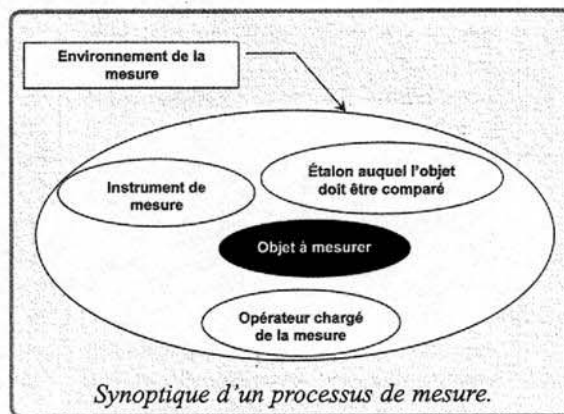 Environnement de la
mesure
Instrument de
mesure
Étalon auquel l'objet
doit être comparé
Objet à mesurer
Opérateur chargé
de la mesure
Synoptique d'un processus de mesure.